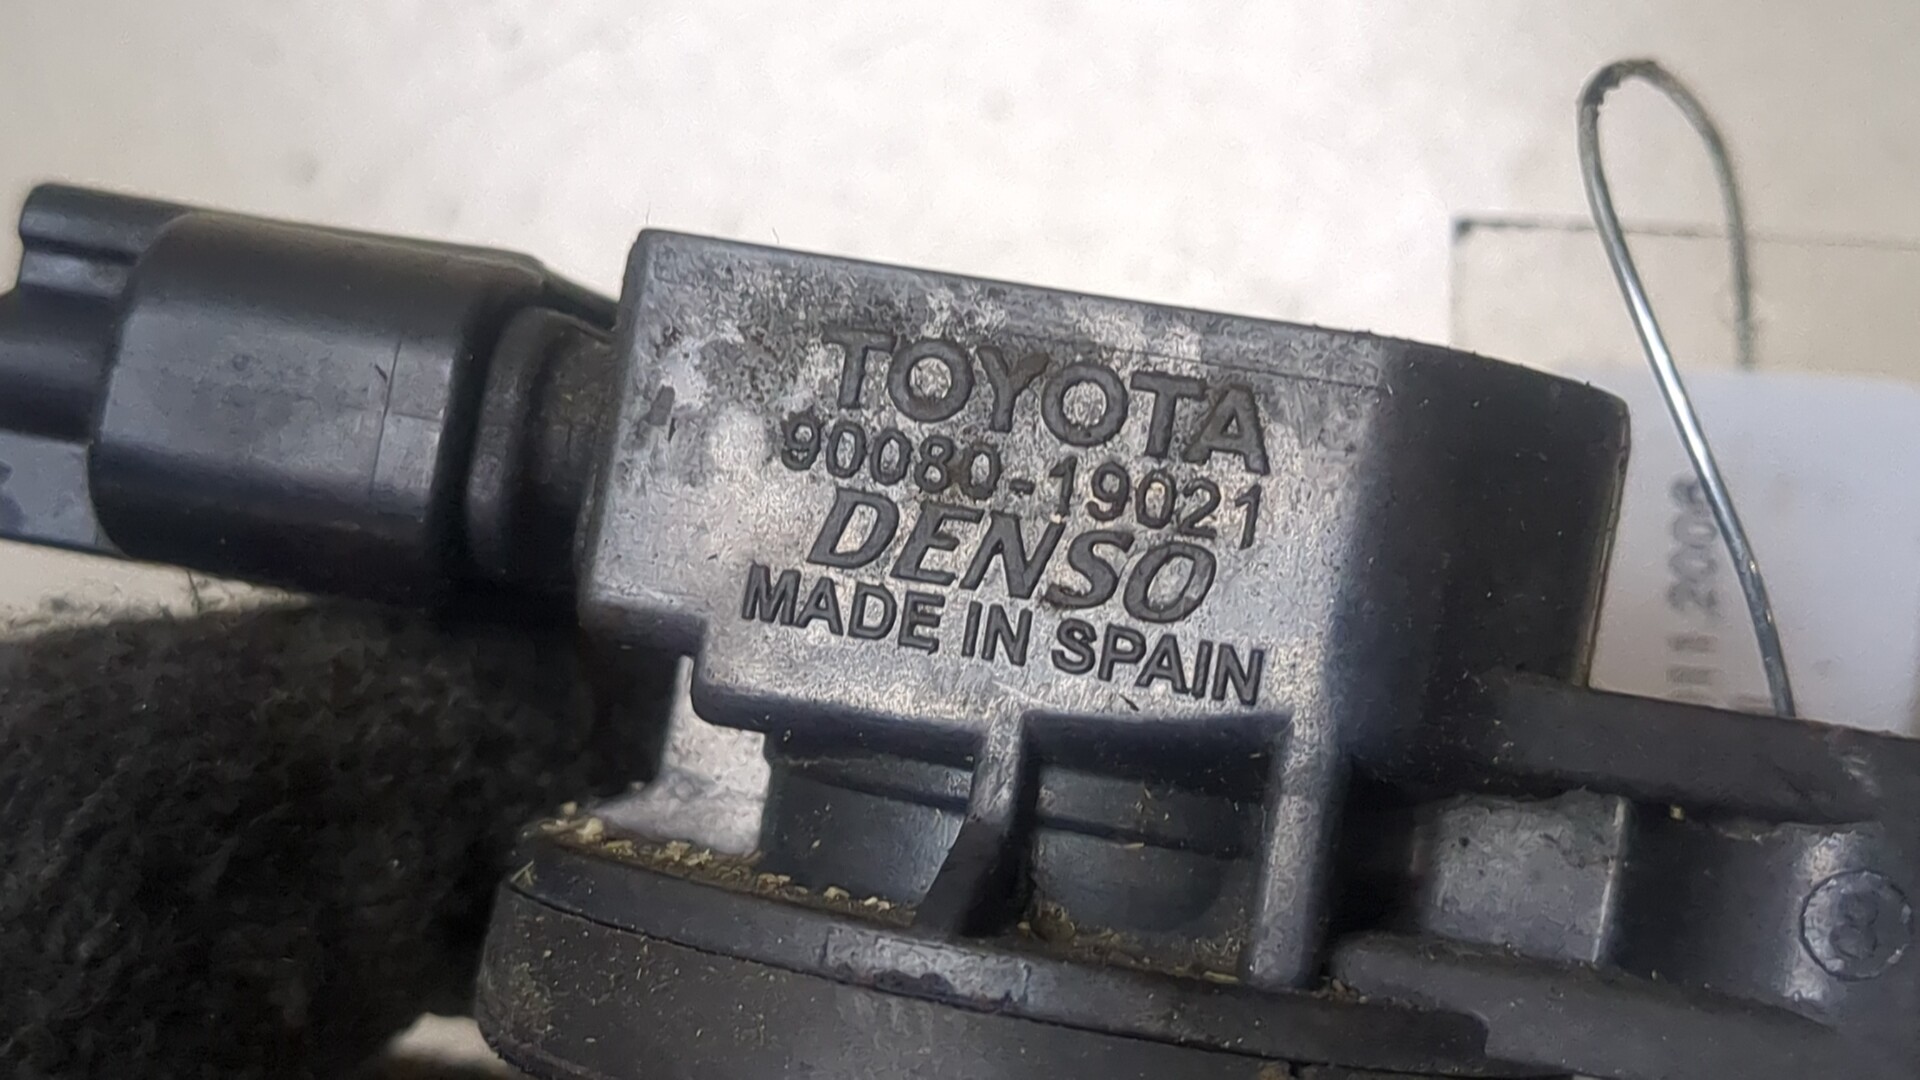 TOYOTA
90080-19021
DENSO
MADE IN SPAIN